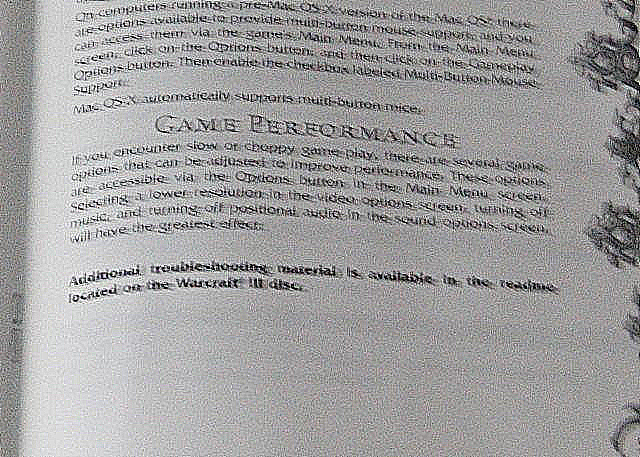 On computers running a pre-Mac OS X version of the Mac OS, there
are options available to provide multi-button mouse support, and you
can access them via the game's Main Menu. From the Main Menu
screen, click on the Options button, and then click on the Gameplay
Options button. Then enable the checkbox labeled Multi-Button Mouse
Support.
Mac OS X automatically supports multi-button mice.
GAME PERFORMANCE
If you encounter slow or choppy game play, there are several game
options that can be adjusted to improve performance. These options
are accessible via the Options button in the Main Menu screen.
Selecting a lower resolution in the video options screen, turning off
music, and turning off positional audio in the sound options screen,
will have the greatest effect.
Additional troubleshooting material is available in the readme
located on the Warcraft III disc.